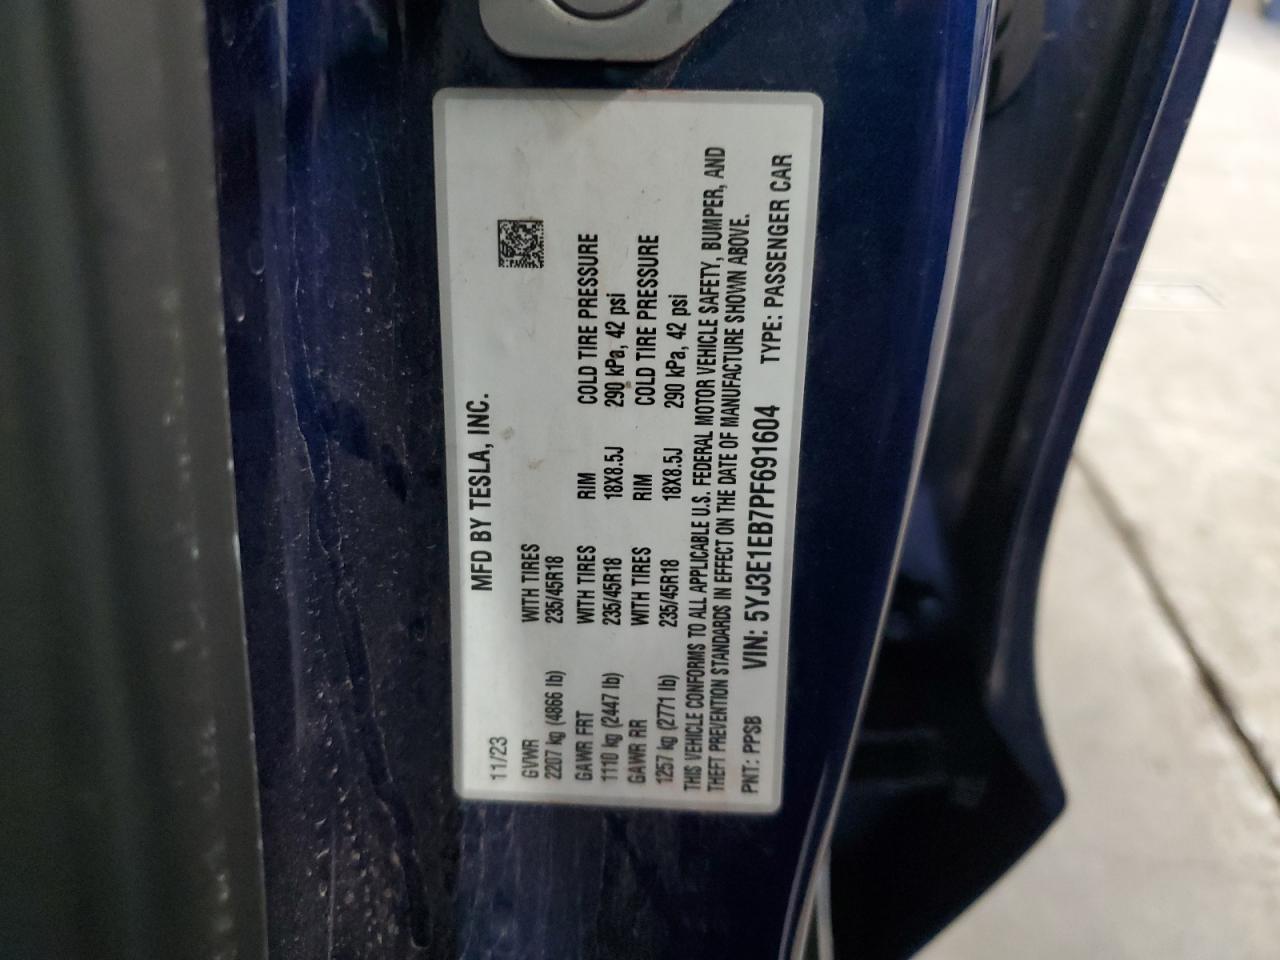 MFD BY TESLA, INC.
11/23
GVWR WITH TIRES
2207 kg (4866 lb) 235/45R18
GAWR FRT WITH TIRES RIM COLD TIRE PRESSURE
1110 kg (2447 lb) 235/45R18 18X8.5J 290 kPa, 42 psi
GAWR RR WITH TIRES RIM COLD TIRE PRESSURE
1257 kg (2771 lb) 235/45R18 18X8.5J 290 kPa, 42 psi
THIS VEHICLE CONFORMS TO ALL APPLICABLE U.S. FEDERAL MOTOR VEHICLE SAFETY, BUMPER, AND
THEFT PREVENTION STANDARDS IN EFFECT ON THE DATE OF MANUFACTURE SHOWN ABOVE.
PNT: PPSB VIN: 5YJ3E1EB7PF691604 TYPE: PASSENGER CAR